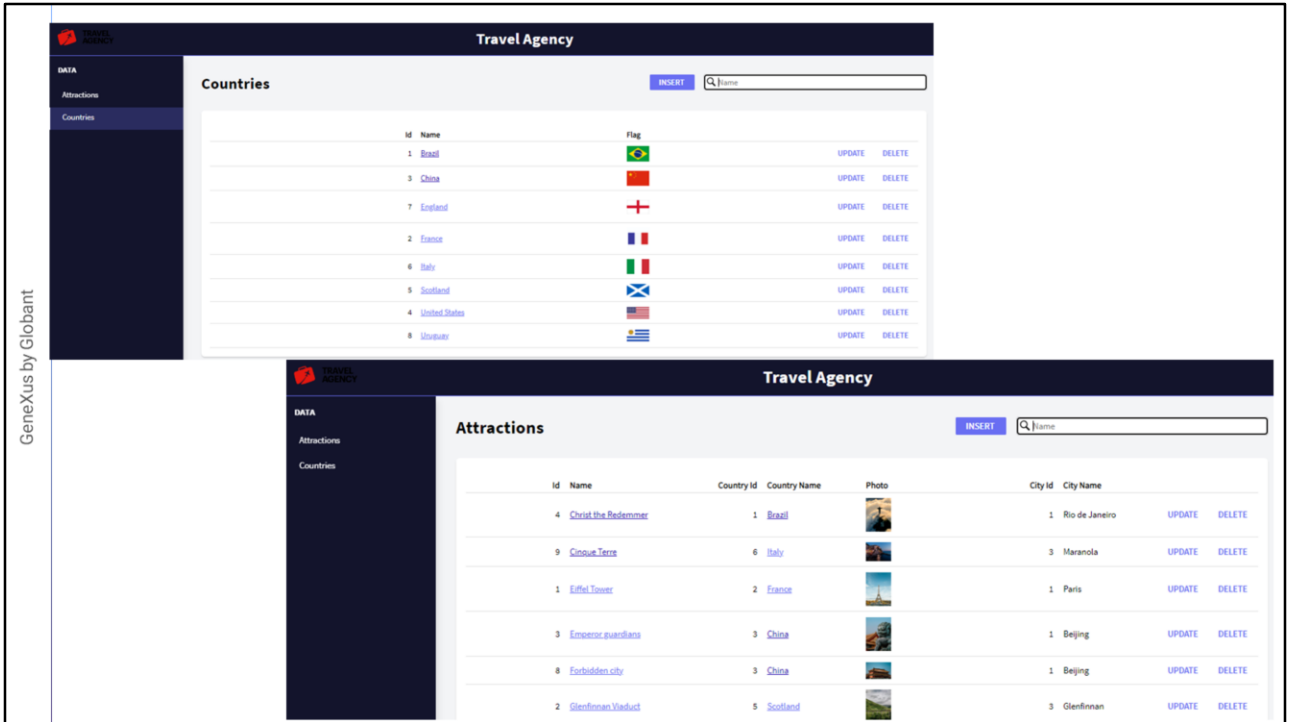 GeneXus by Globant
TRAVEL
AGENCY
Travel Agency
DATA
Attractions
Countries
Countries
INSERT
Name
Id Name Flag
1 Brazil UPDATE DELETE
3 China UPDATE DELETE
7 England UPDATE DELETE
2 France UPDATE DELETE
6 Italy UPDATE DELETE
5 Scotland UPDATE DELETE
4 United States UPDATE DELETE
8 Uruguay UPDATE DELETE
TRAVEL
AGENCY
Travel Agency
DATA
Attractions
Countries
Attractions
INSERT
Name
Id Name Country Id Country Name Photo City Id City Name
4 Christ the Redemmer 1 Brazil 1 Rio de Janeiro UPDATE DELETE
9 Cinque Terre 6 Italy 3 Maranola UPDATE DELETE
1 Eiffel Tower 2 France 1 Paris UPDATE DELETE
3 Emperor guardians 3 China 1 Beijing UPDATE DELETE
8 Forbidden city 3 China 1 Beijing UPDATE DELETE
2 Glenfinnan Viaduct 5 Scotland 3 Glenfinnan UPDATE DELETE